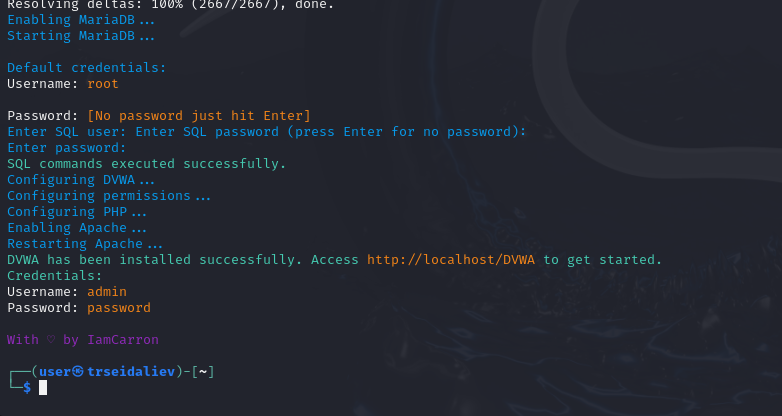 Resolving deltas: 100% (2667/2667), done.
Enabling MariaDB...
Starting MariaDB...
Default credentials:
Username: root
Password: [No password just hit Enter]
Enter SQL user: Enter SQL password (press Enter for no password):
Enter password:
SQL commands executed successfully.
Configuring DVWA...
Configuring permissions...
Configuring PHP...
Enabling Apache...
Restarting Apache...
DVWA has been installed successfully. Access http://localhost/DVWA to get started.
Credentials:
Username: admin
Password: password
With ♡ by IamCarron
┌──(user㉿trseidaliev)-[~]
└─$